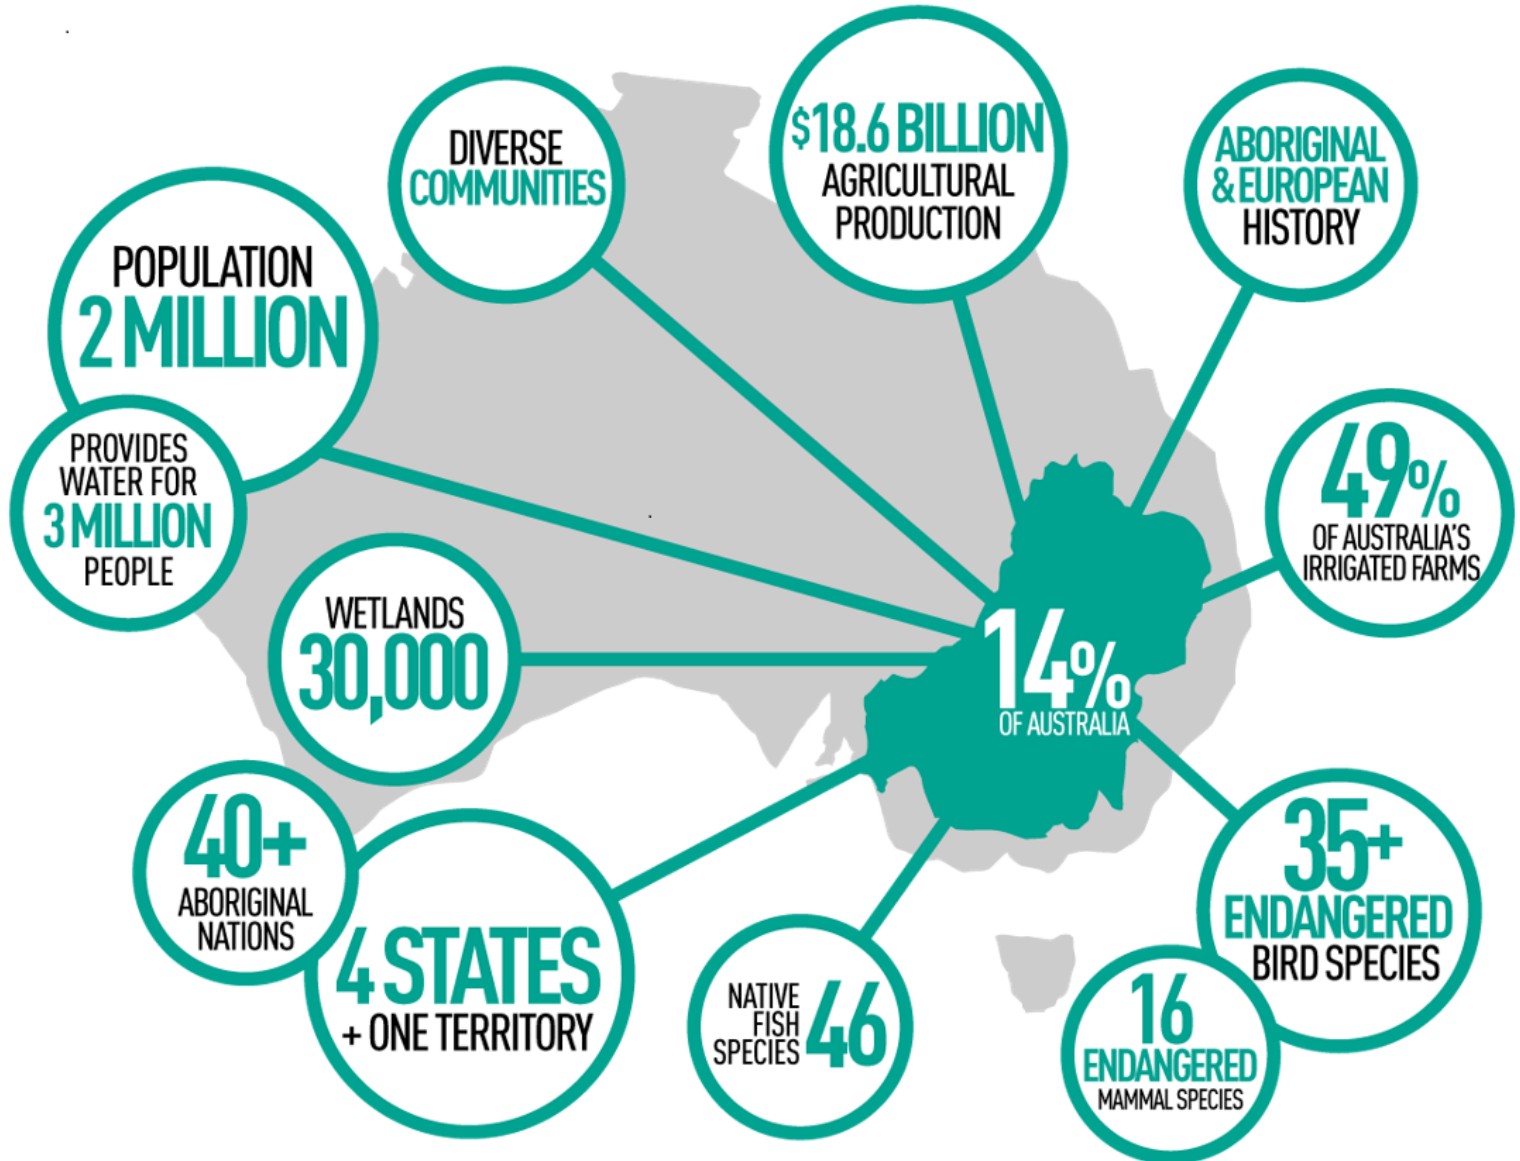 DIVERSE
COMMUNITIES
$18.6 BILLION
AGRICULTURAL
PRODUCTION
ABORIGINAL
& EUROPEAN
HISTORY
POPULATION
2 MILLION
PROVIDES
WATER FOR
3 MILLION
PEOPLE
49%
OF AUSTRALIA'S
IRRIGATED FARMS
WETLANDS
30,000
14%
OF AUSTRALIA
40+
ABORIGINAL
NATIONS
4 STATES
+ ONE TERRITORY
NATIVE
FISH
SPECIES
46
35+
ENDANGERED
BIRD SPECIES
16
ENDANGERED
MAMMAL SPECIES